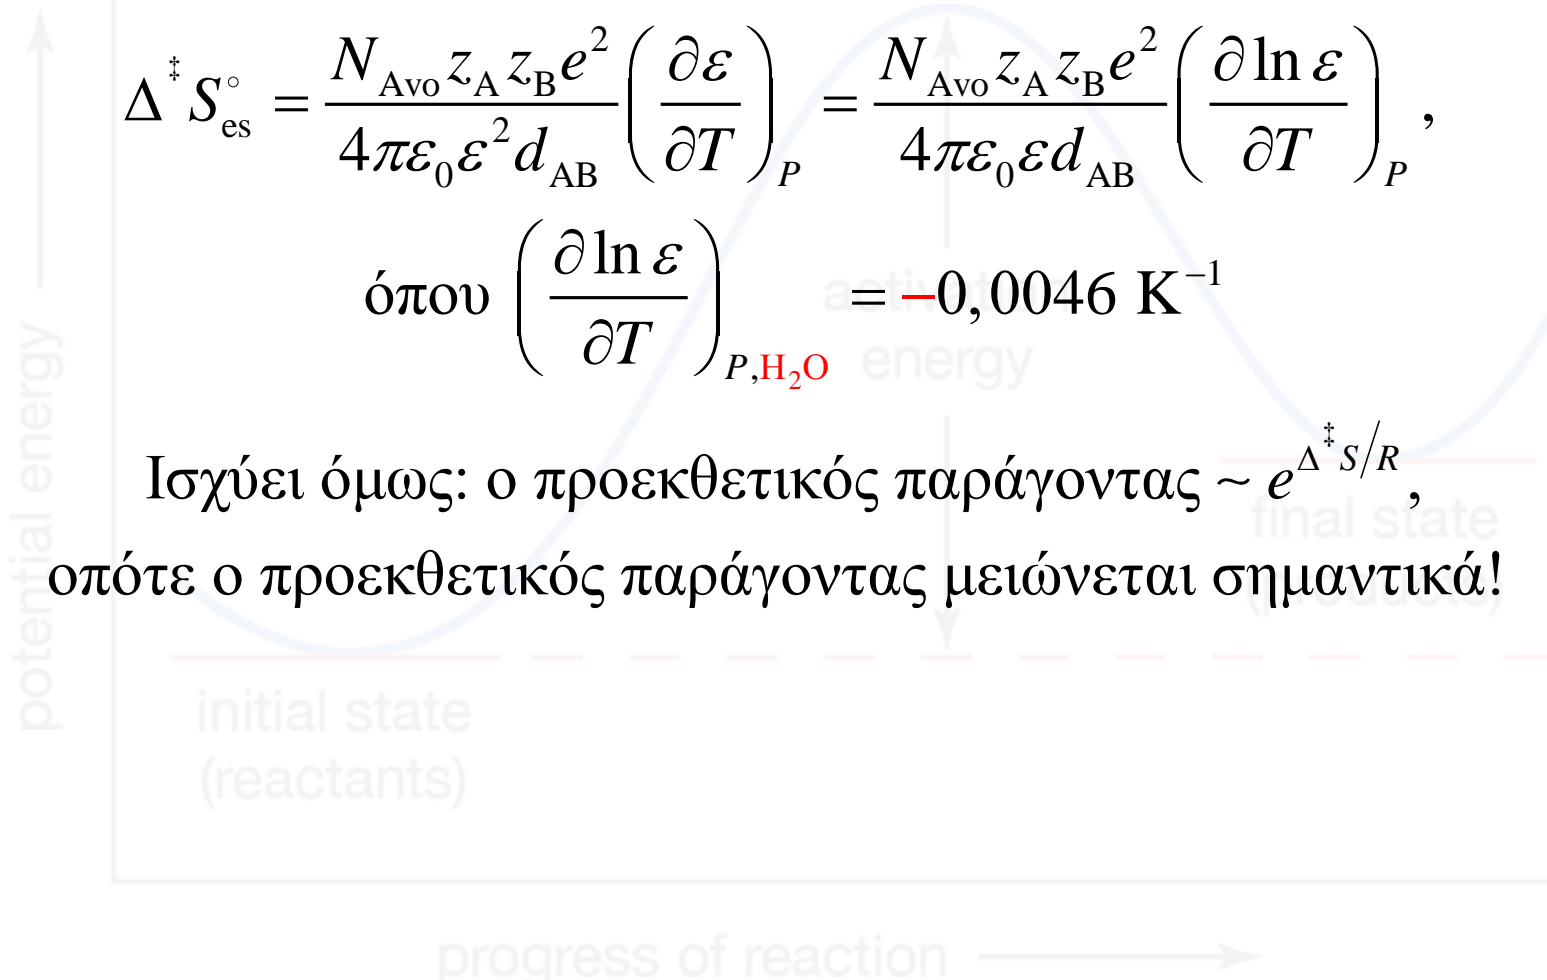 Δ‡S°es = N_Avo z_A z_B e² / 4πε₀ε²d_AB (∂ε/∂T)_P = N_Avo z_A z_B e² / 4πε₀εd_AB (∂ ln ε/∂T)_P ,
όπου (∂ ln ε/∂T)_P,H₂O = –0,0046 K⁻¹
activation
energy
Ισχύει όμως: ο προεκθετικός παράγοντας ~ e^Δ‡S/R,
οπότε ο προεκθετικός παράγοντας μειώνεται σημαντικά!
final state
(products)
potential energy
initial state
(reactants)
progress of reaction